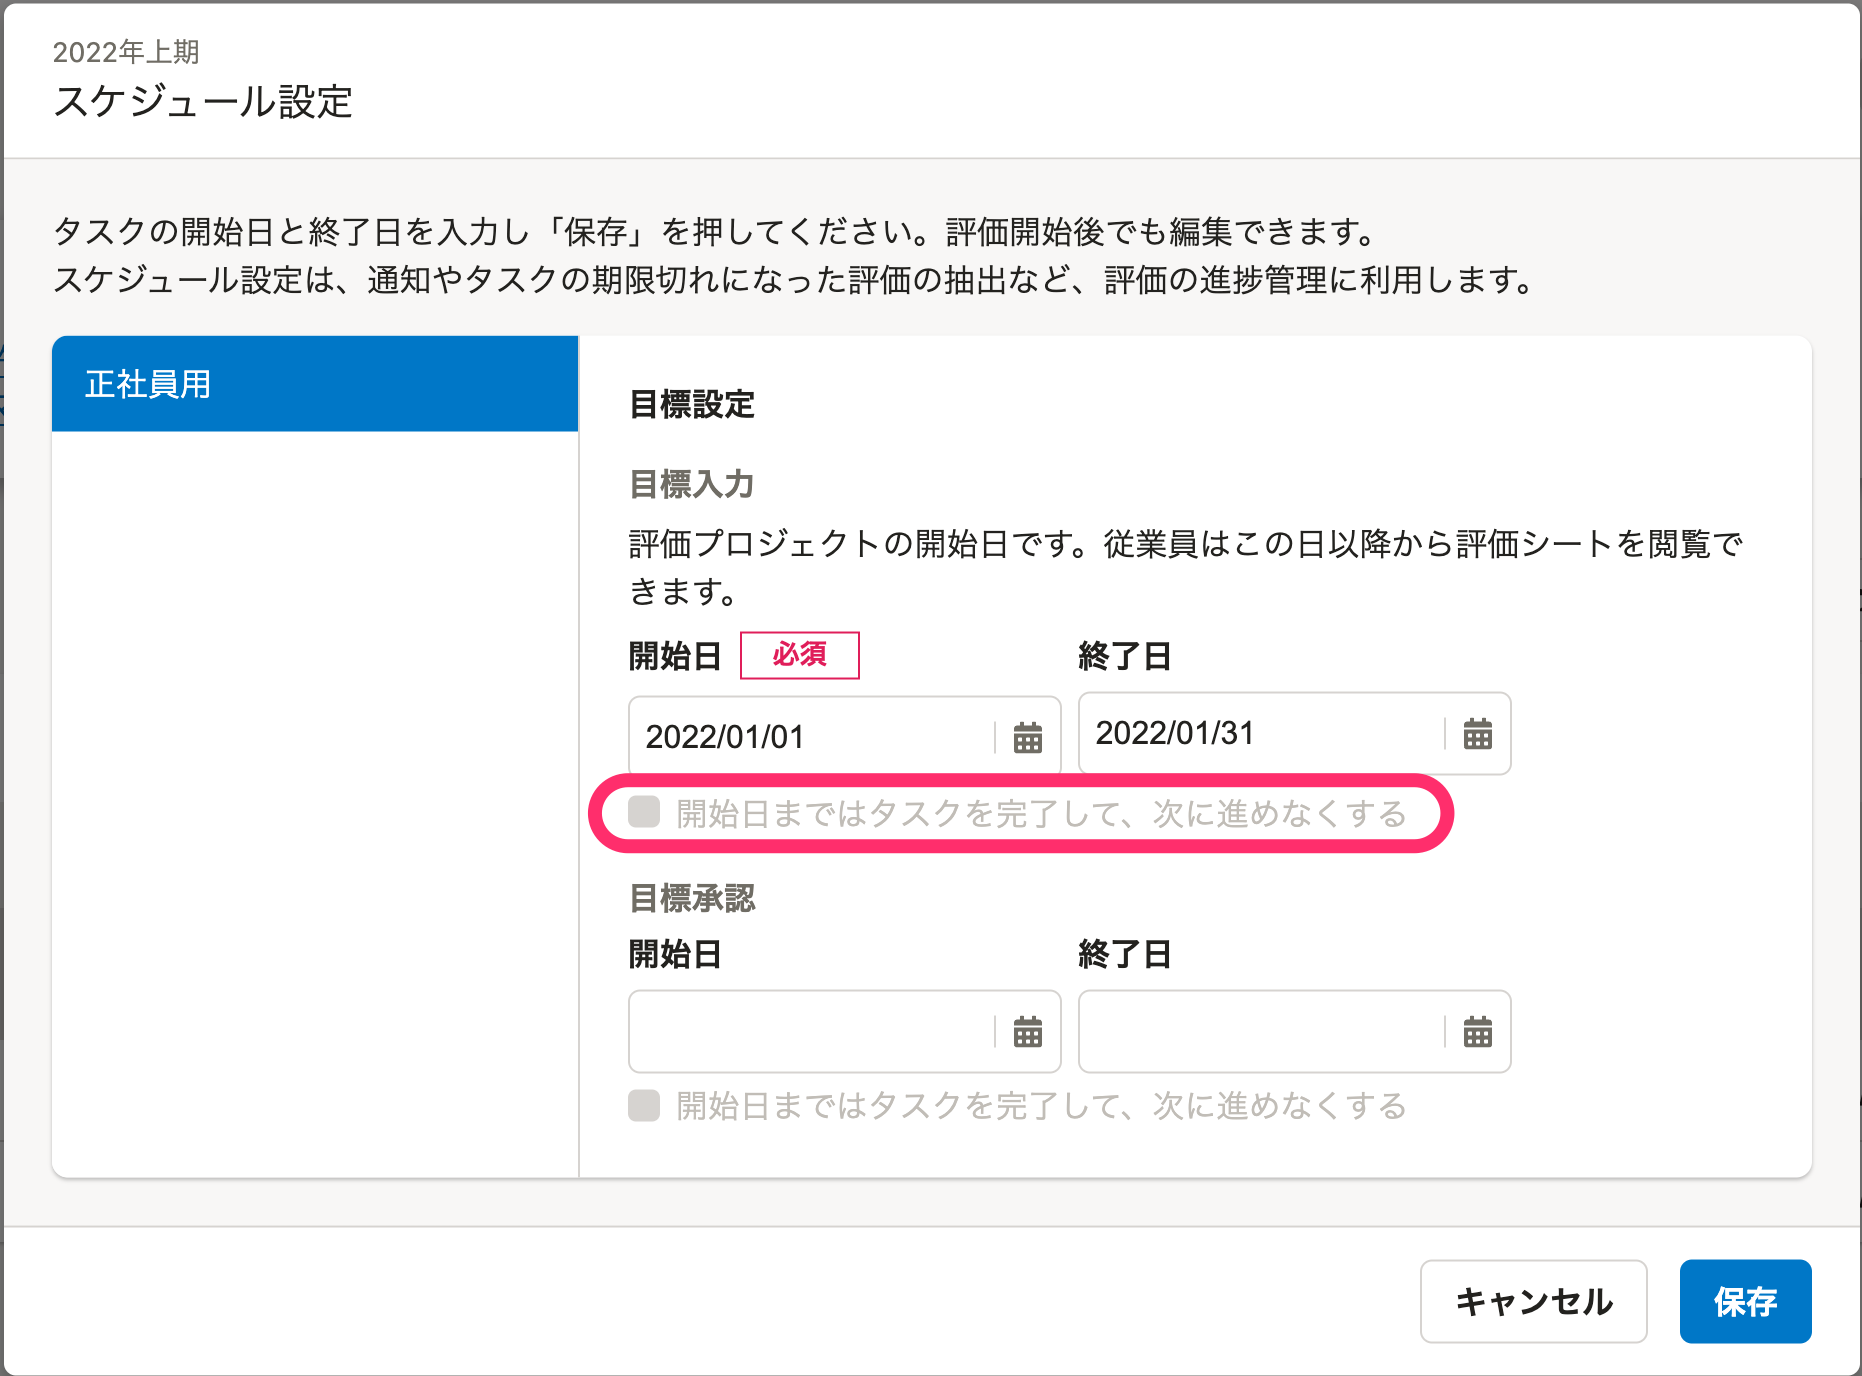 2022年上期
スケジュール設定
タスクの開始日と終了日を入力し「保存」を押してください。評価開始後でも編集できます。
スケジュール設定は、通知やタスクの期限切れになった評価の抽出など、評価の進捗管理に利用します。
正社員用
目標設定
目標入力
評価プロジェクトの開始日です。従業員はこの日以降から評価シートを閲覧で
きます。
開始日 必須 終了日
2022/01/01 2022/01/31
開始日まではタスクを完了して、次に進めなくする
目標承認
開始日 終了日
開始日まではタスクを完了して、次に進めなくする
キャンセル 保存